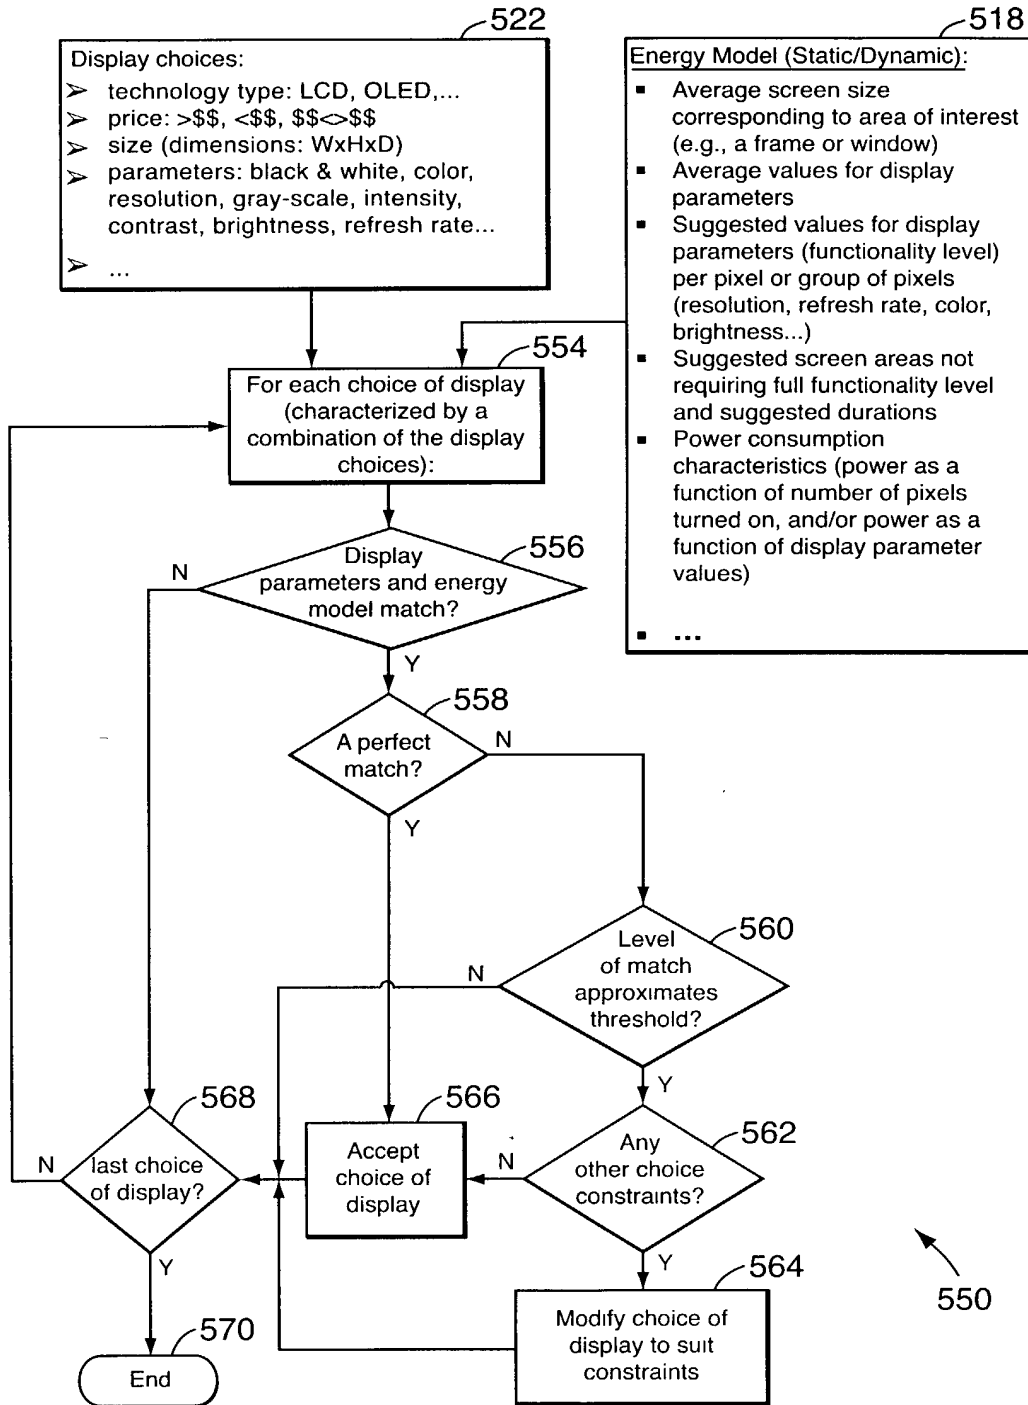 522
Display choices:
➢ technology type: LCD, OLED,...
➢ price: >$$, <$$, $$<>$$
➢ size (dimensions: WxHxD)
➢ parameters: black & white, color,
resolution, gray-scale, intensity,
contrast, brightness, refresh rate...
➢ ...
518
Energy Model (Static/Dynamic):
▪ Average screen size
corresponding to area of interest
(e.g., a frame or window)
▪ Average values for display
parameters
▪ Suggested values for display
parameters (functionality level)
per pixel or group of pixels
(resolution, refresh rate, color,
brightness...)
▪ Suggested screen areas not
requiring full functionality level
and suggested durations
▪ Power consumption
characteristics (power as a
function of number of pixels
turned on, and/or power as a
function of display parameter
values)
▪ ...
554
For each choice of display
(characterized by a
combination of the display
choices):
556
Display
parameters and energy
model match?
N
Y
558
A perfect
match?
N
Y
560
Level
of match
approximates
threshold?
N
Y
562
Any
other choice
constraints?
N
Y
566
Accept
choice of
display
568
last choice
of display?
N
Y
564
Modify choice of
display to suit
constraints
570
End
550